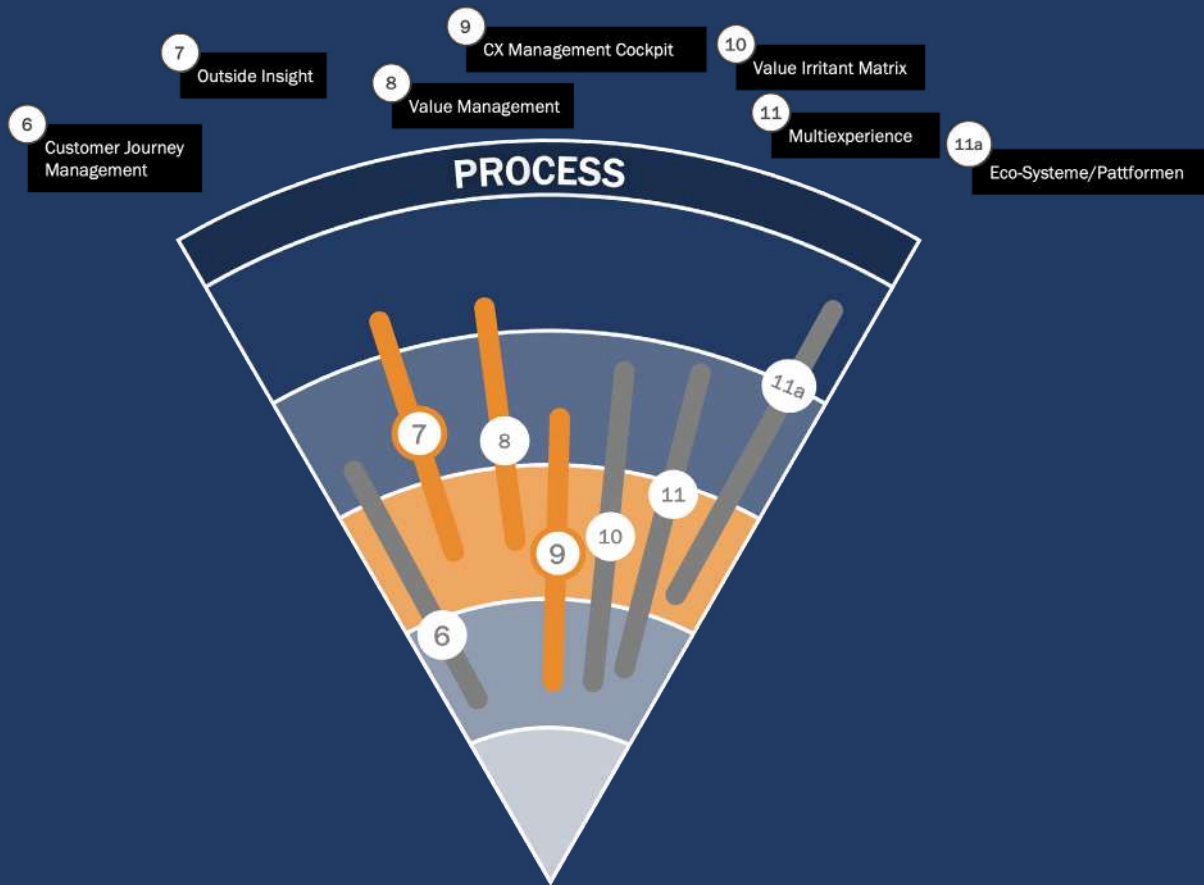 9
CX Management Cockpit
10
Value Irritant Matrix
7
Outside Insight
8
Value Management
11
Multiexperience
6
Customer Journey
Management
11a
Eco-Systeme/Pattformen
PROCESS
11a
7
8
11
10
9
6